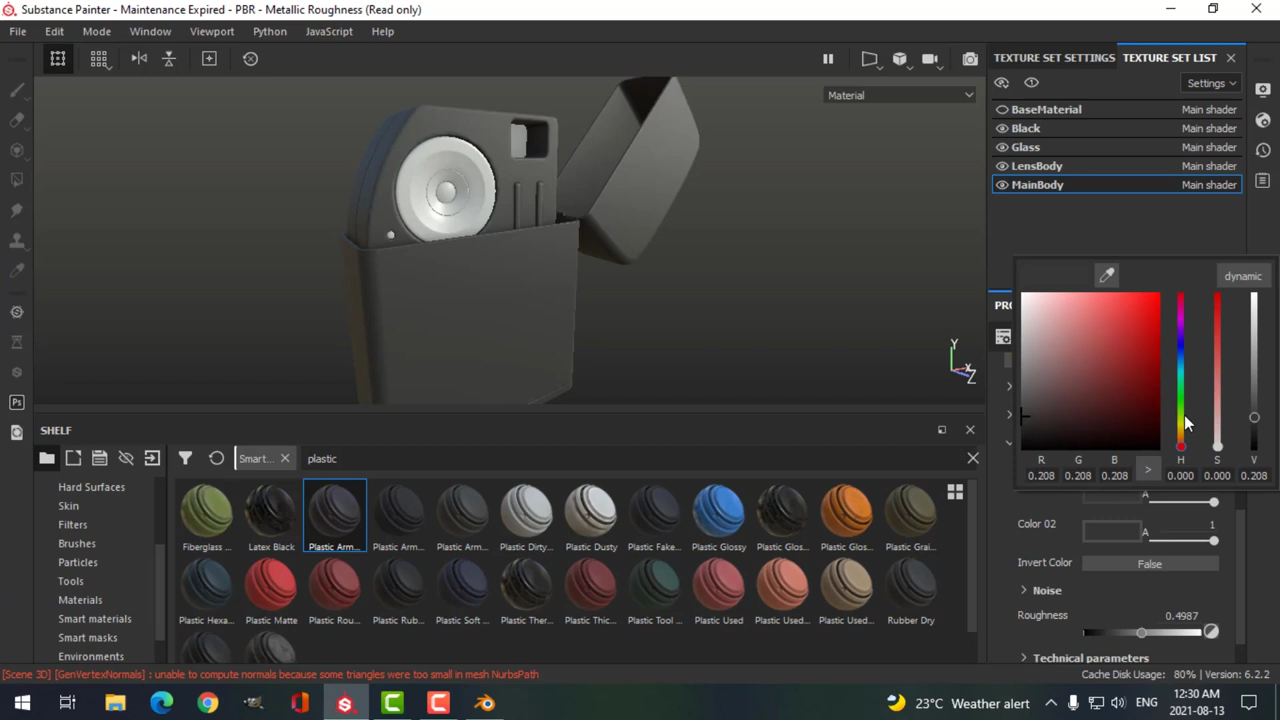 Substance Painter - Maintenance Expired - PBR - Metallic Roughness (Read only)
File Edit Mode Window Viewport Python JavaScript Help
TEXTURE SET SETTINGS TEXTURE SET LIST
Settings
Material
BaseMaterial Main shader
Black Main shader
Glass Main shader
LensBody Main shader
MainBody Main shader
dynamic
PRO
Y
X
Z
R G B > H S V
0.208 0.208 0.208 0.000 0.000 0.208
A
Color 02 A 1
Invert Color False
Noise
Roughness 0.4987
Technical parameters
SHELF
Smart... plastic
Hard Surfaces
Skin
Filters
Brushes
Particles
Tools
Materials
Smart materials
Smart masks
Environments
Fiberglass ... Latex Black Plastic Arm... Plastic Arm... Plastic Arm... Plastic Dirty... Plastic Dusty Plastic Fake... Plastic Glossy Plastic Glos... Plastic Glos... Plastic Grai...
Plastic Hexa... Plastic Matte Plastic Rou... Plastic Rub... Plastic Soft ... Plastic Ther... Plastic Thic... Plastic Tool ... Plastic Used Plastic Used... Plastic Used... Rubber Dry
[Scene 3D] [GenVertexNormals] : unable to compute normals because some triangles were too small in mesh NurbsPath
Cache Disk Usage: 80% | Version: 6.2.2
Ps
23°C Weather alert ENG 12:30 AM
2021-08-13